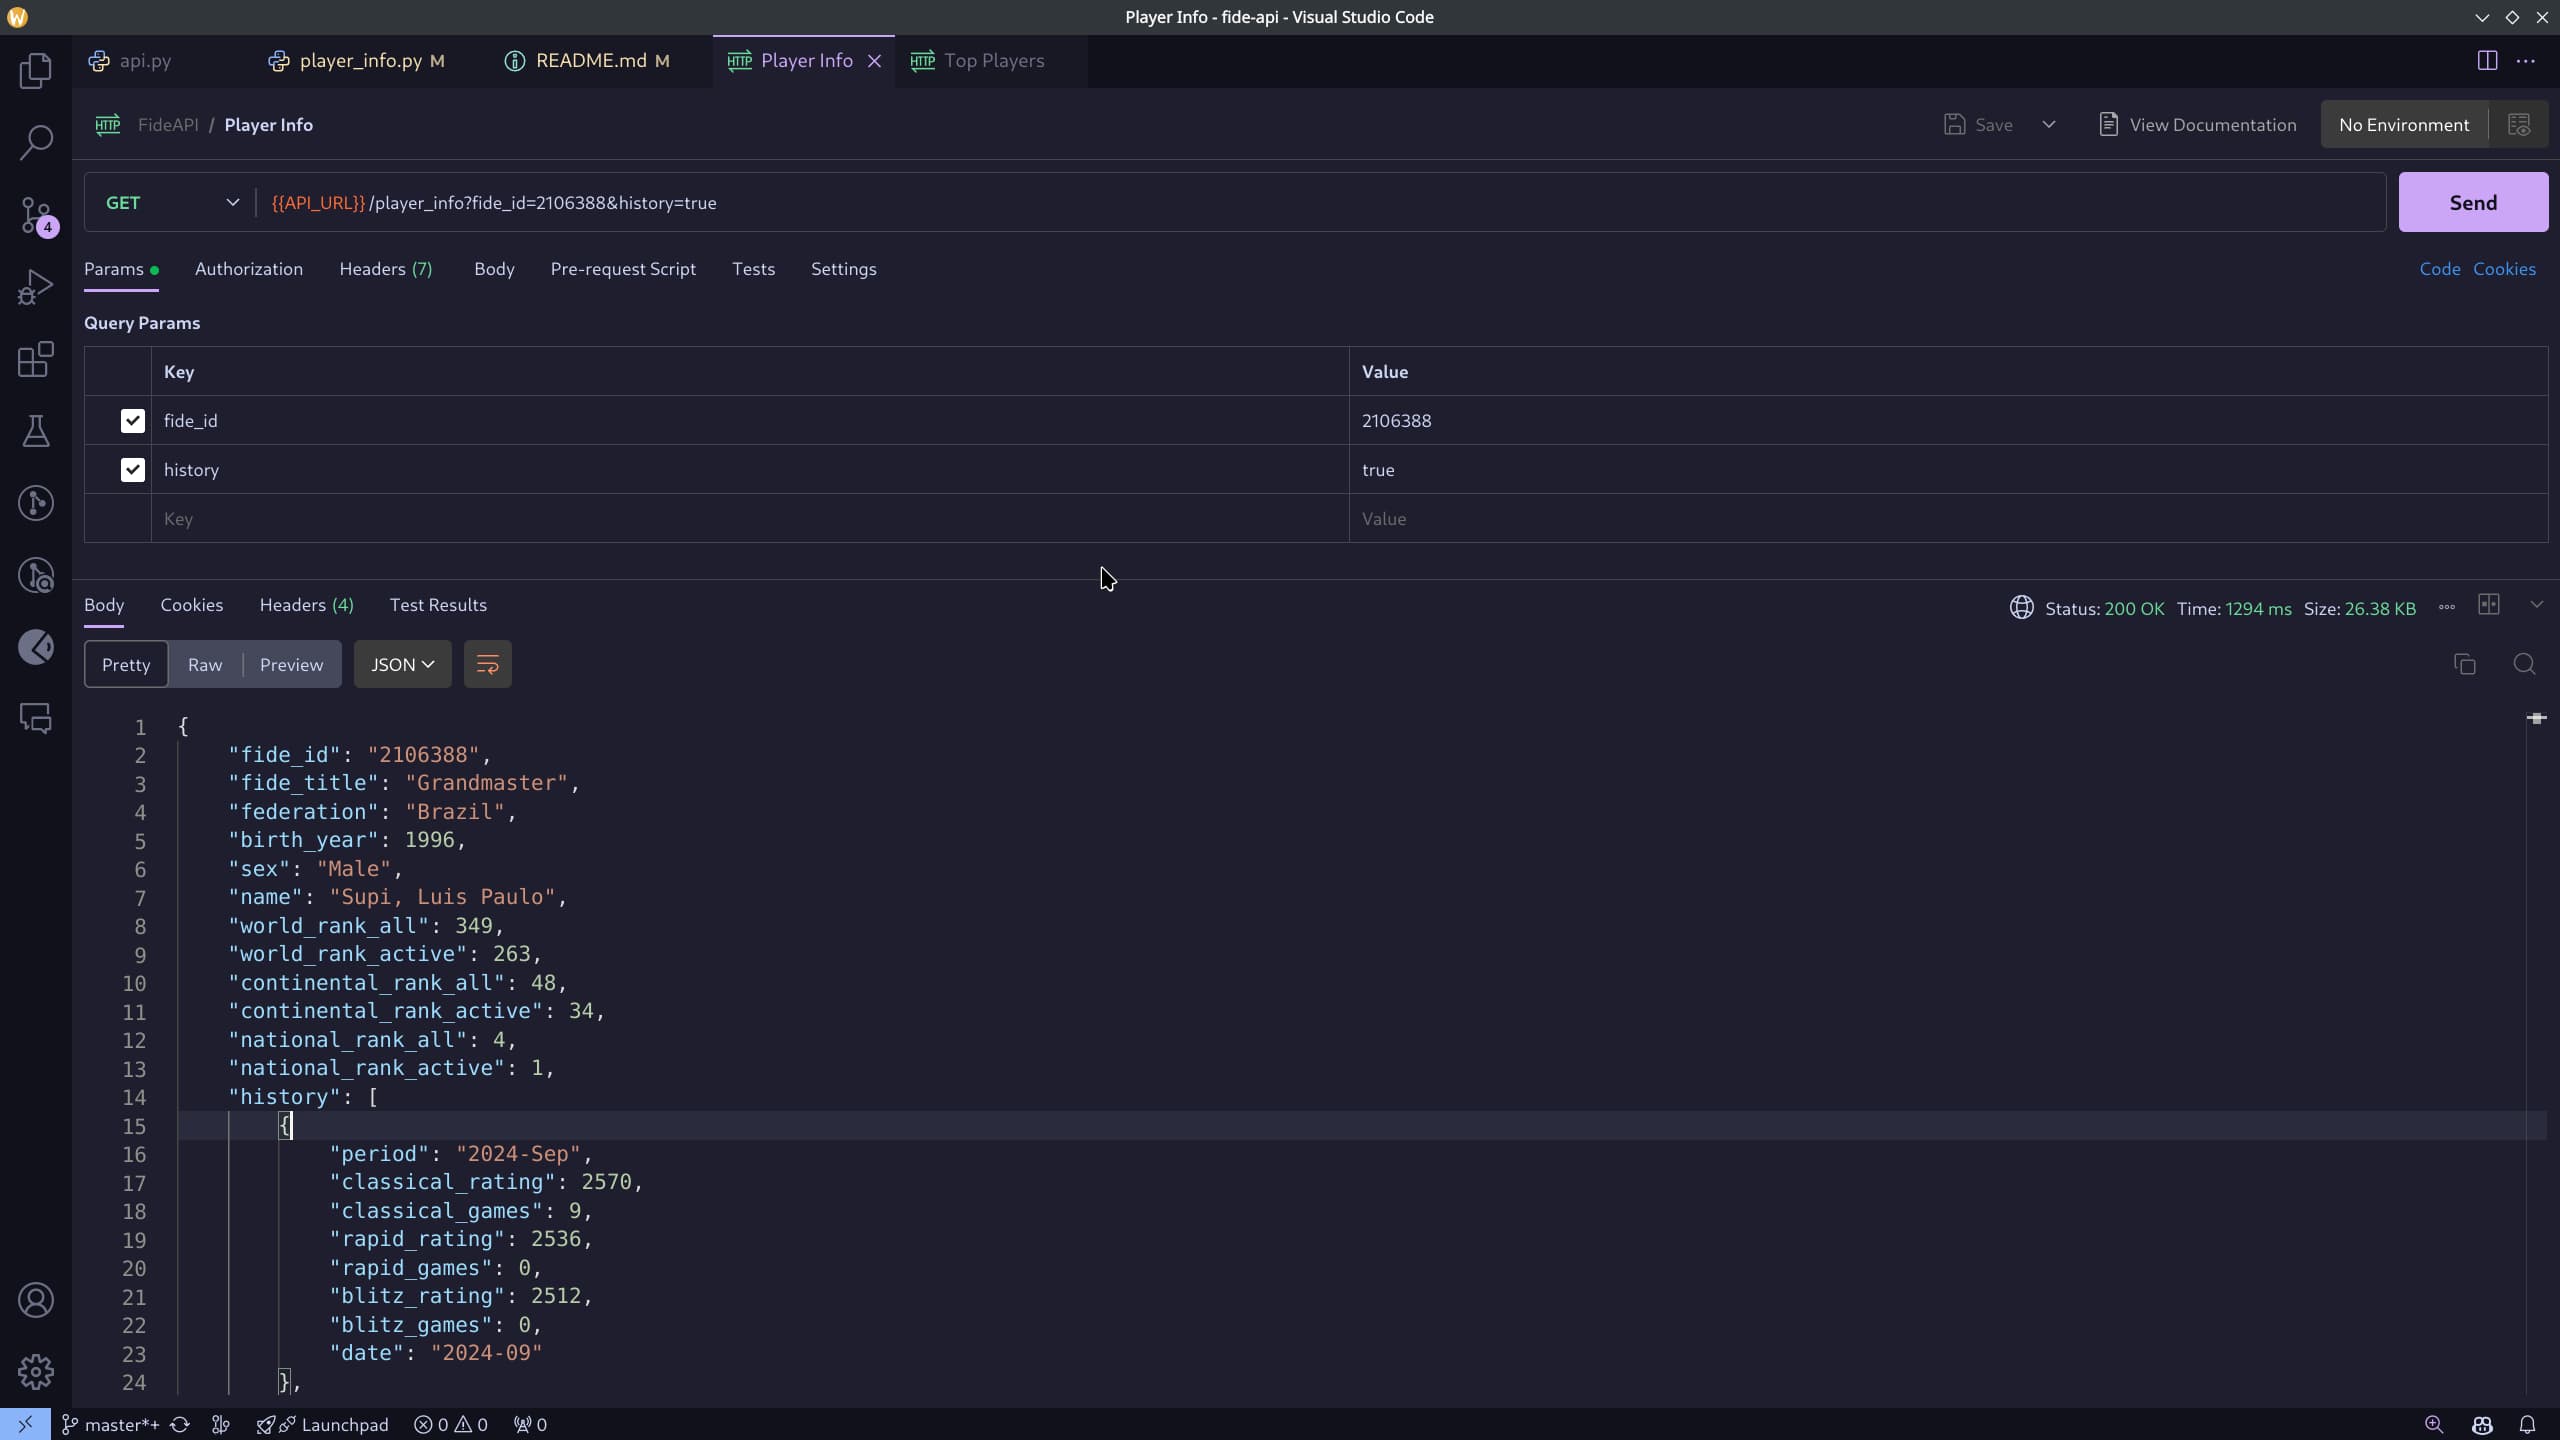 Player Info - fide-api - Visual Studio Code
api.py
player_info.py M
README.md M
Player Info
Top Players
FideAPI / Player Info
Save
View Documentation
No Environment
GET
{{API_URL}}/player_info?fide_id=2106388&history=true
Send
Params
Authorization
Headers (7)
Body
Pre-request Script
Tests
Settings
Code
Cookies
Query Params
Key
Value
fide_id
2106388
history
true
Key
Value
Body
Cookies
Headers (4)
Test Results
Status: 200 OK Time: 1294 ms Size: 26.38 KB
Pretty
Raw
Preview
JSON
1 {
2 "fide_id": "2106388",
3 "fide_title": "Grandmaster",
4 "federation": "Brazil",
5 "birth_year": 1996,
6 "sex": "Male",
7 "name": "Supi, Luis Paulo",
8 "world_rank_all": 349,
9 "world_rank_active": 263,
10 "continental_rank_all": 48,
11 "continental_rank_active": 34,
12 "national_rank_all": 4,
13 "national_rank_active": 1,
14 "history": [
15 {
16 "period": "2024-Sep",
17 "classical_rating": 2570,
18 "classical_games": 9,
19 "rapid_rating": 2536,
20 "rapid_games": 0,
21 "blitz_rating": 2512,
22 "blitz_games": 0,
23 "date": "2024-09"
24 },
4
master*+
Launchpad
0
0
0